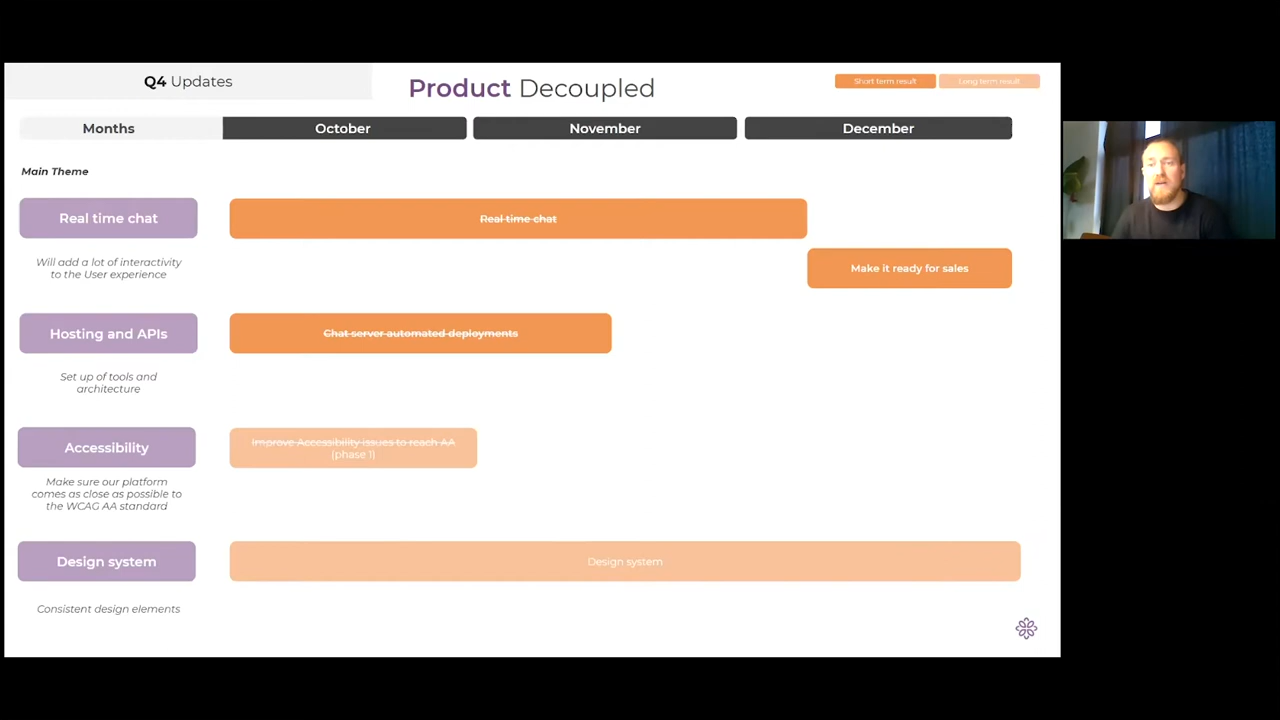 Q4 Updates
Product Decoupled
Short term result
Long term result
Months
October
November
December
Main Theme
Real time chat
Real time chat
Will add a lot of interactivity
to the User experience
Make it ready for sales
Hosting and APIs
Chat server automated deployments
Set up of tools and
architecture
Accessibility
Improve Accessibility issues to reach AA
(phase 1)
Make sure our platform
comes as close as possible to
the WCAG AA standard
Design system
Design system
Consistent design elements